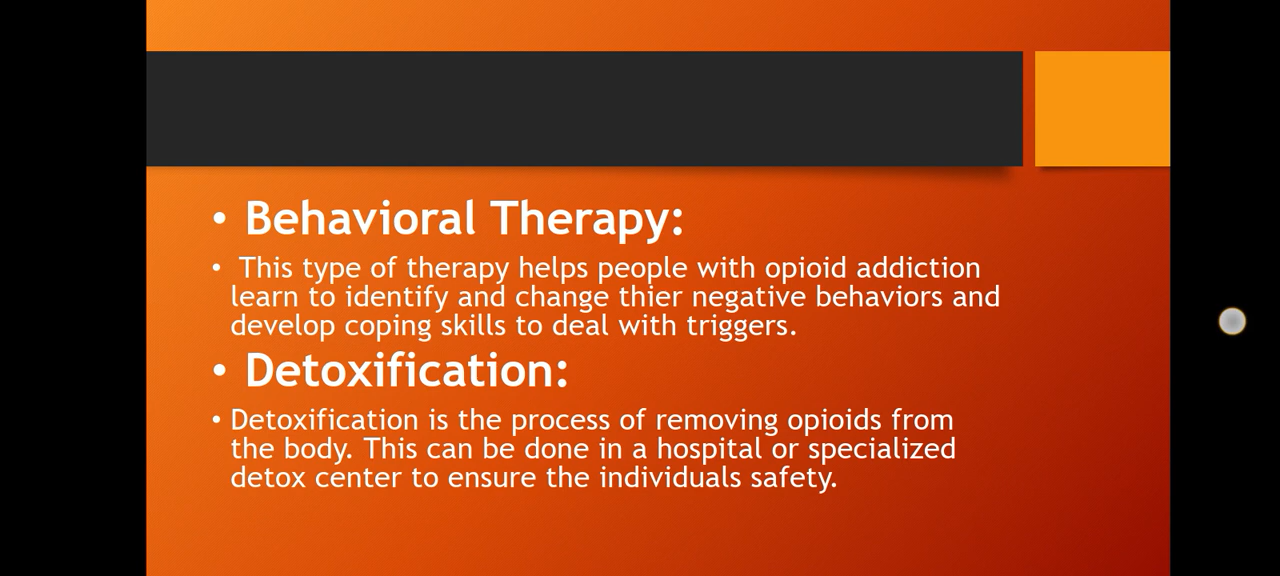 • Behavioral Therapy:
• This type of therapy helps people with opioid addiction
learn to identify and change thier negative behaviors and
develop coping skills to deal with triggers.
• Detoxification:
• Detoxification is the process of removing opioids from
the body. This can be done in a hospital or specialized
detox center to ensure the individuals safety.